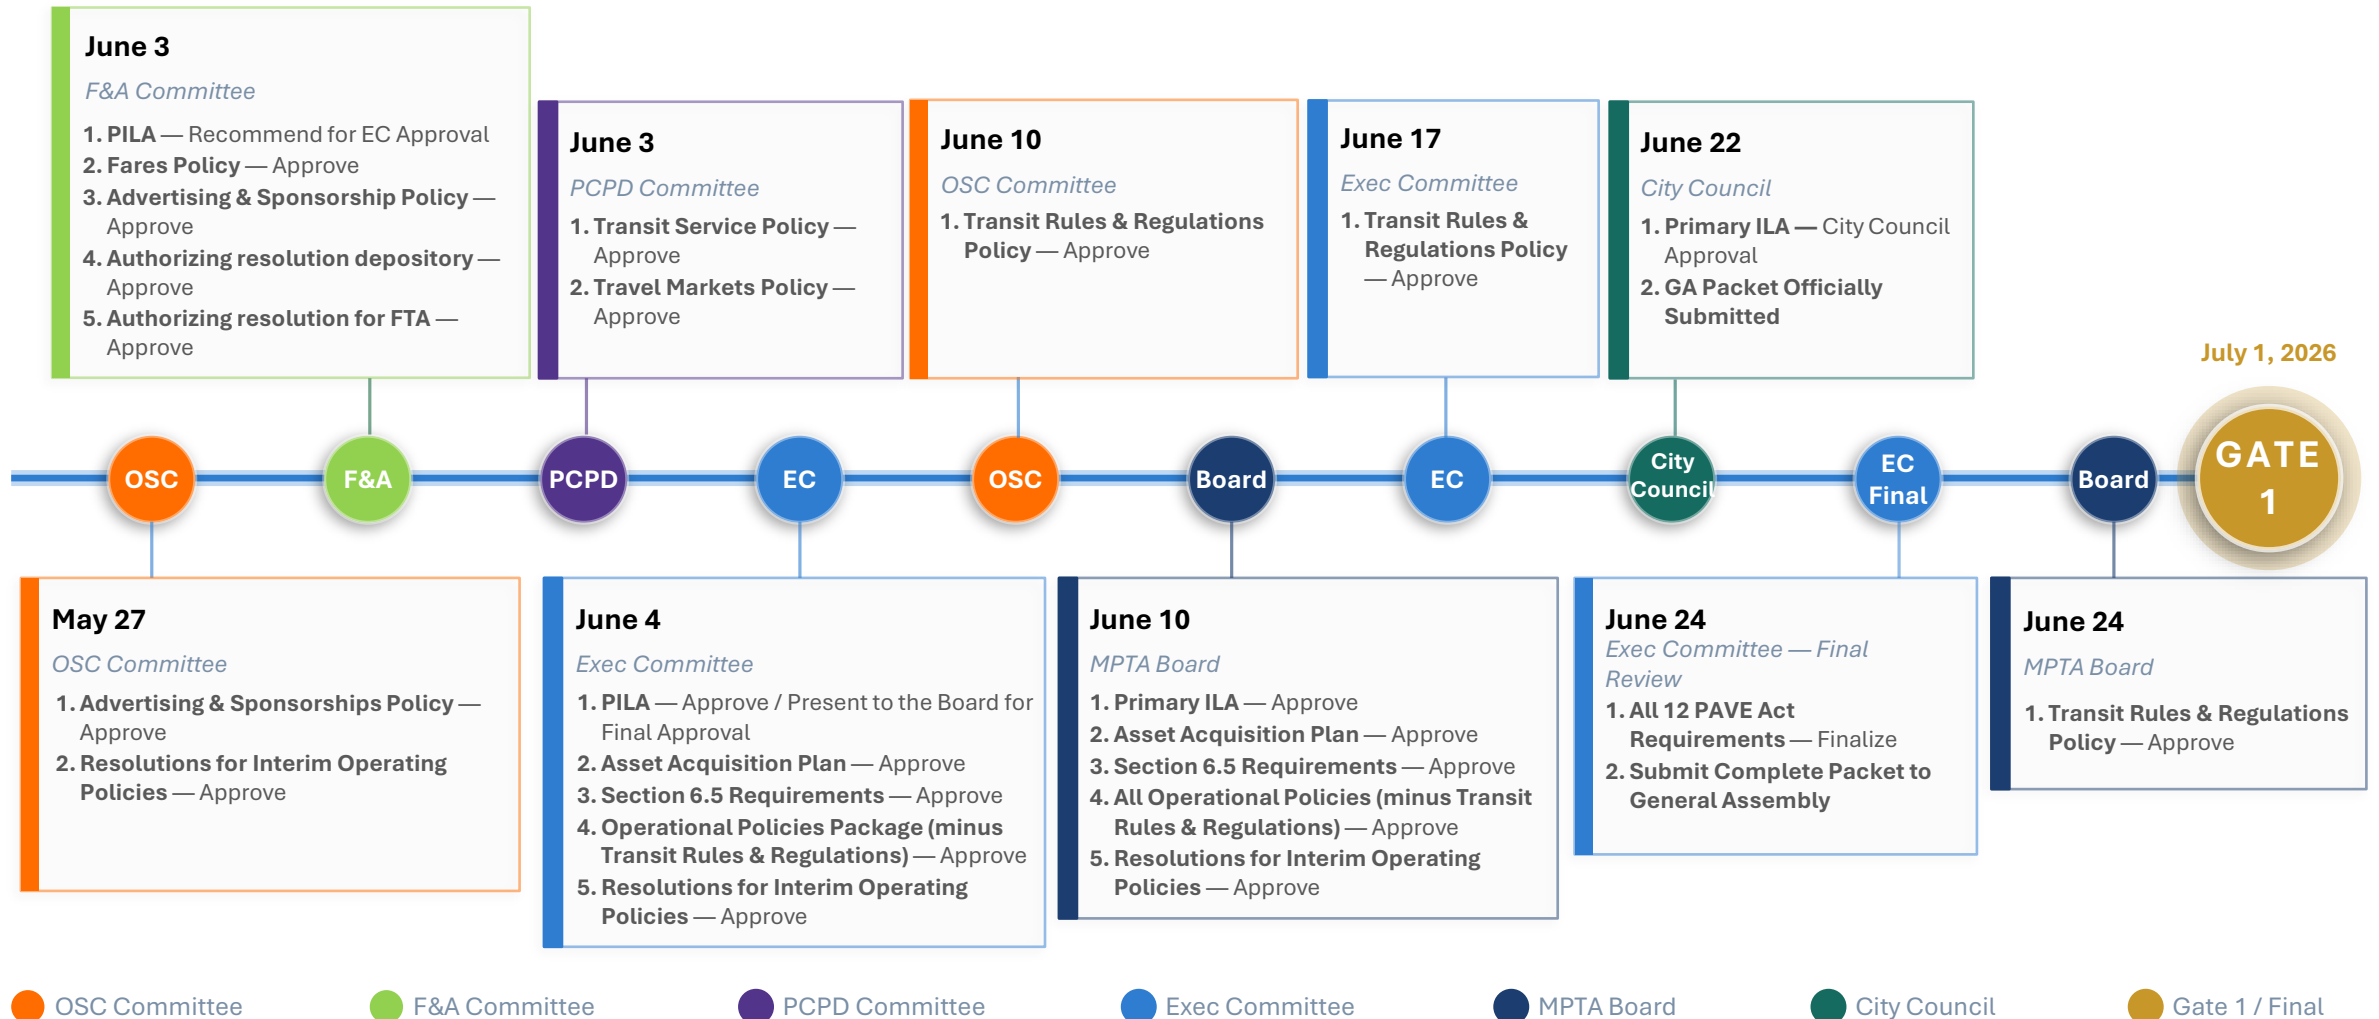 June 3
F&A Committee
1. PILA — Recommend for EC Approval
2. Fares Policy — Approve
3. Advertising & Sponsorship Policy —
Approve
4. Authorizing resolution depository —
Approve
5. Authorizing resolution for FTA —
Approve
June 3
PCPD Committee
1. Transit Service Policy —
Approve
2. Travel Markets Policy —
Approve
June 10
OSC Committee
1. Transit Rules & Regulations
Policy — Approve
June 17
Exec Committee
1. Transit Rules &
Regulations Policy
— Approve
June 22
City Council
1. Primary ILA — City Council
Approval
2. GA Packet Officially
Submitted
July 1, 2026
OSC
F&A
PCPD
EC
OSC
Board
EC
City
Council
EC
Final
Board
GATE
1
May 27
OSC Committee
1. Advertising & Sponsorships Policy —
Approve
2. Resolutions for Interim Operating
Policies — Approve
June 4
Exec Committee
1. PILA — Approve / Present to the Board for
Final Approval
2. Asset Acquisition Plan — Approve
3. Section 6.5 Requirements — Approve
4. Operational Policies Package (minus
Transit Rules & Regulations) — Approve
5. Resolutions for Interim Operating
Policies — Approve
June 10
MPTA Board
1. Primary ILA — Approve
2. Asset Acquisition Plan — Approve
3. Section 6.5 Requirements — Approve
4. All Operational Policies (minus Transit
Rules & Regulations) — Approve
5. Resolutions for Interim Operating
Policies — Approve
June 24
Exec Committee — Final
Review
1. All 12 PAVE Act
Requirements — Finalize
2. Submit Complete Packet to
General Assembly
June 24
MPTA Board
1. Transit Rules & Regulations
Policy — Approve
OSC Committee
F&A Committee
PCPD Committee
Exec Committee
MPTA Board
City Council
Gate 1 / Final